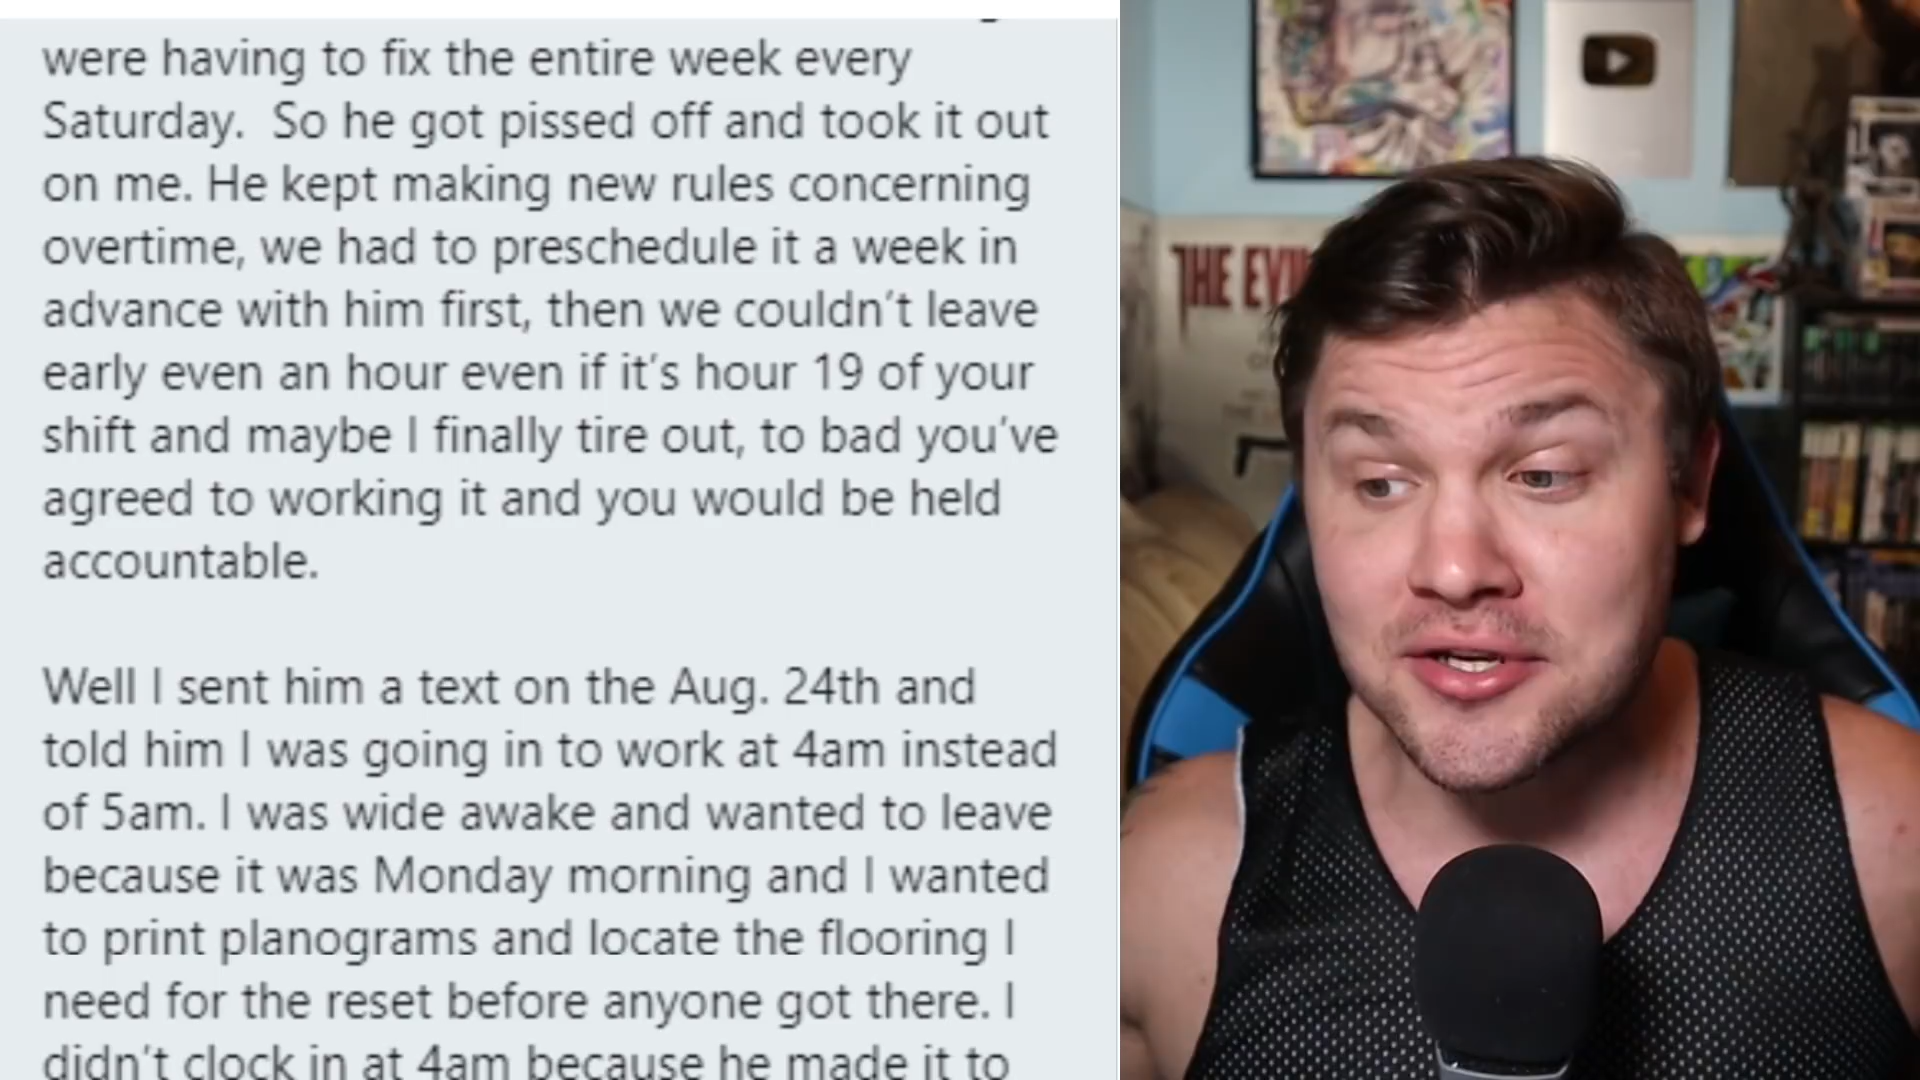 were having to fix the entire week every
Saturday. So he got pissed off and took it out
on me. He kept making new rules concerning
overtime, we had to preschedule it a week in
advance with him first, then we couldn't leave
early even an hour even if it's hour 19 of your
shift and maybe I finally tire out, to bad you've
agreed to working it and you would be held
accountable.
Well I sent him a text on the Aug. 24th and
told him I was going in to work at 4am instead
of 5am. I was wide awake and wanted to leave
because it was Monday morning and I wanted
to print planograms and locate the flooring I
need for the reset before anyone got there. I
didn't clock in at 4am because he made it to
THE